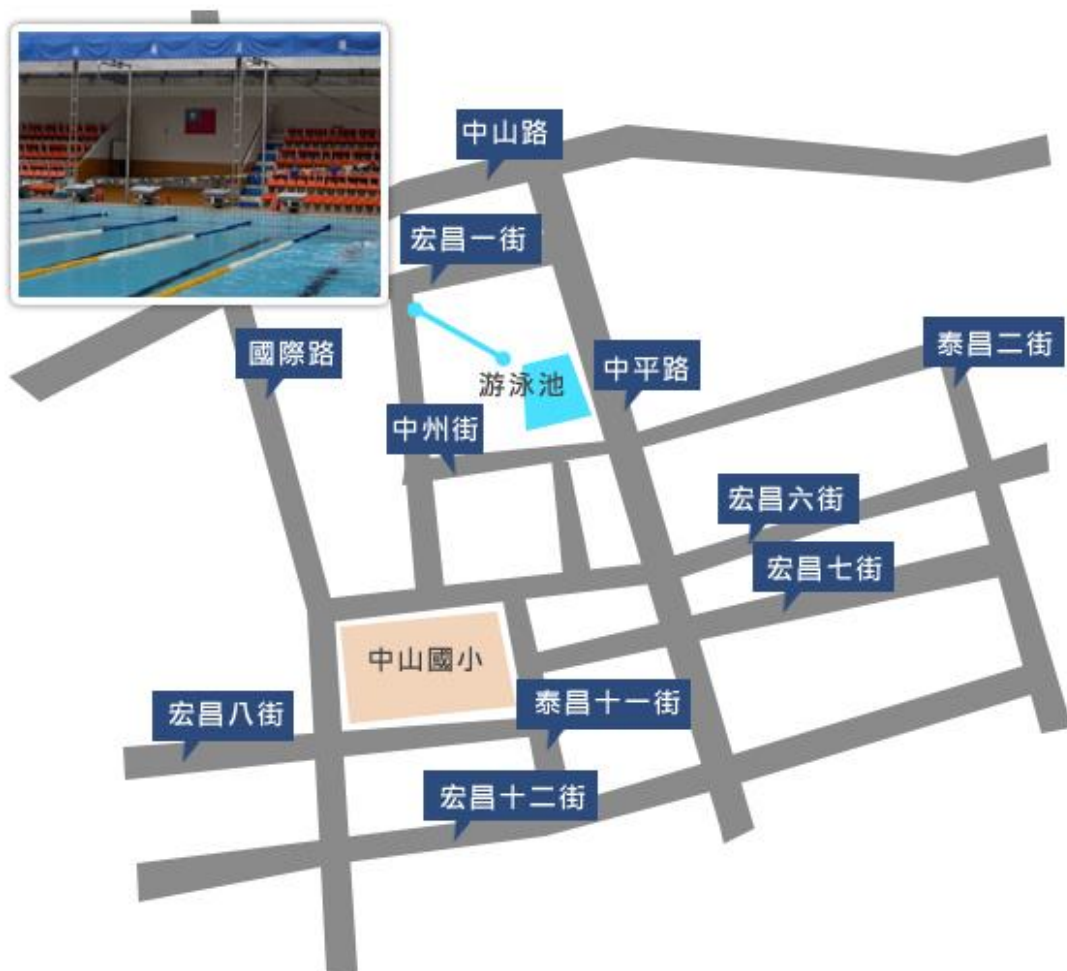 中山路
宏昌一街
國際路
泰昌二街
中平路
游泳池
中州街
宏昌六街
宏昌七街
中山國小
宏昌八街
泰昌十一街
宏昌十二街